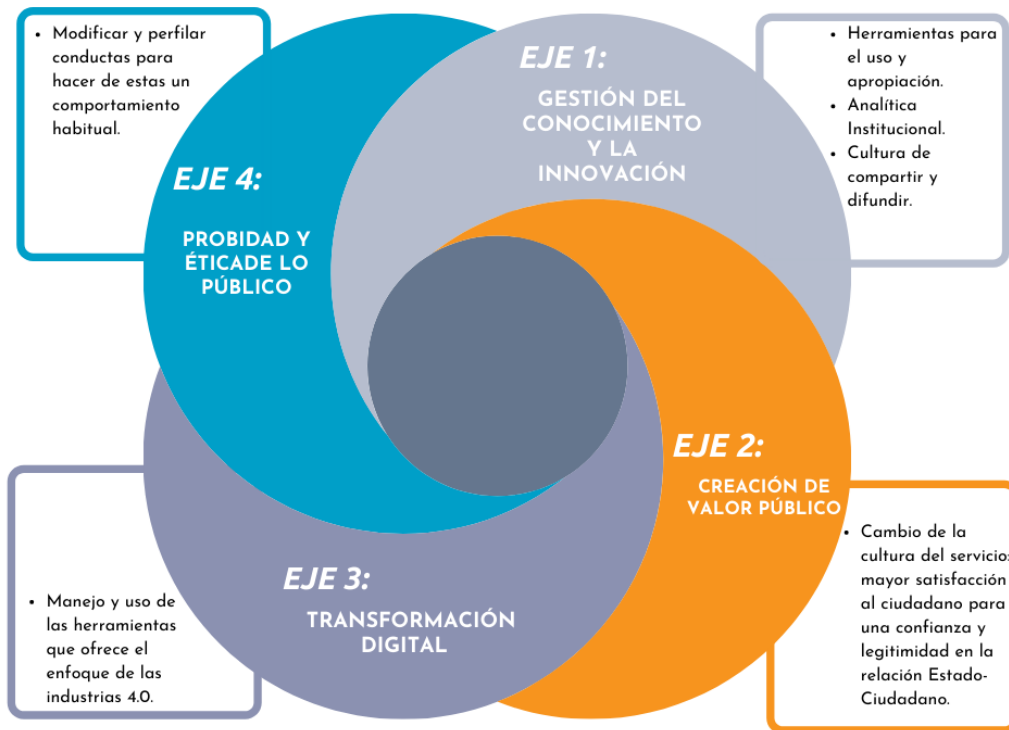 • Modificar y perfilar
conductas para
hacer de estas un
comportamiento
habitual.
EJE 1:
GESTIÓN DEL
CONOCIMIENTO
Y LA
INNOVACIÓN
• Herramientas para
el uso y
apropiación.
• Analítica
Institucional.
• Cultura de
compartir y
difundir.
EJE 4:
PROBIDAD Y
ÉTICADE LO
PÚBLICO
EJE 2:
CREACIÓN DE
VALOR PÚBLICO
• Cambio de la
cultura del servicio:
mayor satisfacción
al ciudadano para
una confianza y
legitimidad en la
relación Estado-
Ciudadano.
EJE 3:
TRANSFORMACIÓN
DIGITAL
• Manejo y uso de
las herramientas
que ofrece el
enfoque de las
industrias 4.0.